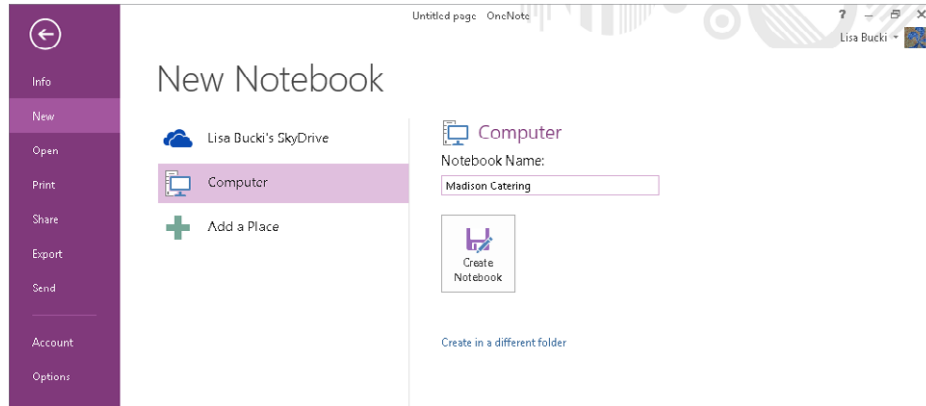 Untitled page OneNote
?
Lisa Bucki
Info
New
Open
Print
Share
Export
Send
Account
Options
New Notebook
Lisa Bucki's SkyDrive
Computer
Add a Place
Computer
Notebook Name:
Madison Catering
Create
Notebook
Create in a different folder